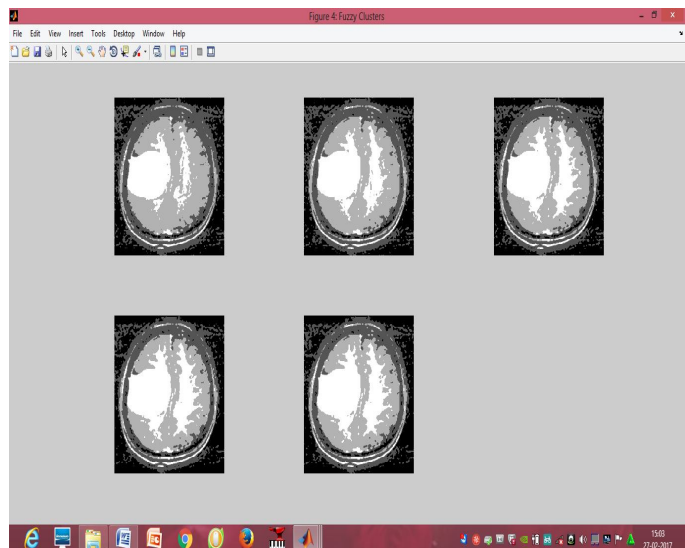 Figure 4: Fuzzy Clusters
File Edit View Insert Tools Desktop Window Help
15:03
27-02-2017